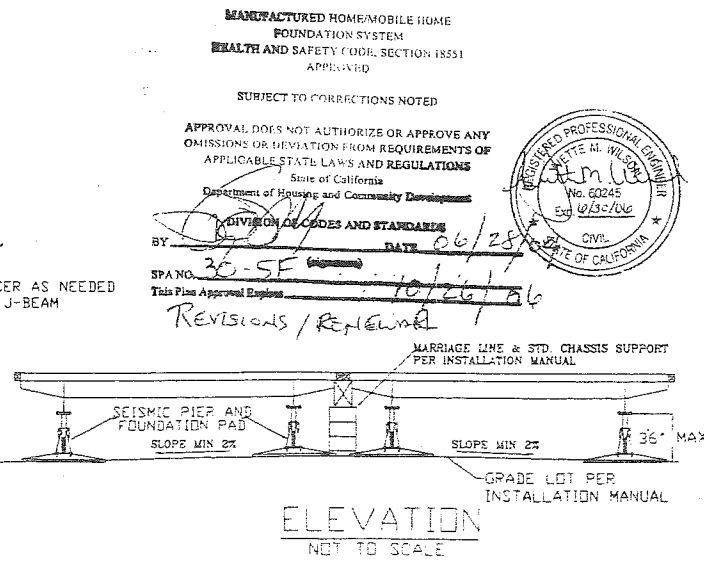 MANUFACTURED HOME/MOBILE HOME
FOUNDATION SYSTEM
HEALTH AND SAFETY CODE, SECTION 18551
APPROVED
SUBJECT TO CORRECTIONS NOTED
APPROVAL DOES NOT AUTHORIZE OR APPROVE ANY
OMISSIONS OR DEVIATION FROM REQUIREMENTS OF
APPLICABLE STATE LAWS AND REGULATIONS
State of California
Department of Housing and Community Development
DIVISION OF CODES AND STANDARDS
BY DATE 06/28/
(signature)
SPA NO. 30-5F
This Plan Approval Expires 10/26/06
REVISIONS / RENEWAL
REGISTERED PROFESSIONAL ENGINEER
M. WILSON
No. 60245
Exp. 6/30/06
CIVIL
STATE OF CALIFORNIA
CER AS NEEDED
J-BEAM
MARRIAGE LINE & STD. CHASSIS SUPPORT
PER INSTALLATION MANUAL
SEISMIC PIER AND
FOUNDATION PAD
SLOPE MIN 2%
SLOPE MIN 2%
36" MAX
GRADE LOT PER
INSTALLATION MANUAL
ELEVATION
NOT TO SCALE